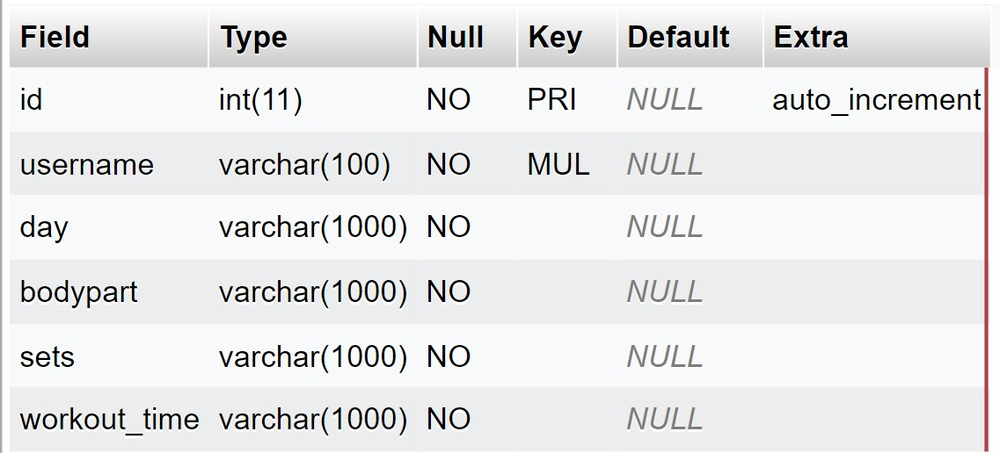 Field Type Null Key Default Extra
id int(11) NO PRI NULL auto_increment
username varchar(100) NO MUL NULL
day varchar(1000) NO NULL
bodypart varchar(1000) NO NULL
sets varchar(1000) NO NULL
workout_time varchar(1000) NO NULL